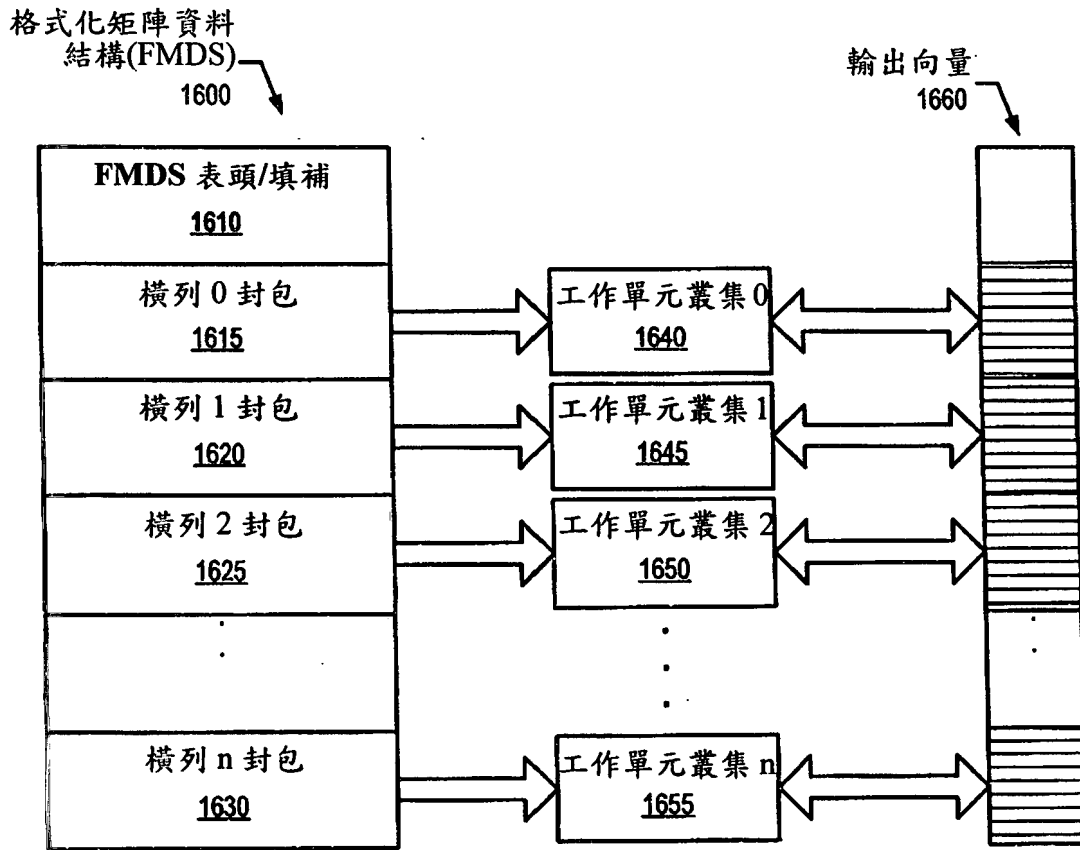 格式化矩陣資料
結構(FMDS)
1600
輸出向量
1660
FMDS 表頭/填補
1610
橫列 0 封包
1615
工作單元叢集 0
1640
橫列 1 封包
1620
工作單元叢集 1
1645
橫列 2 封包
1625
工作單元叢集 2
1650
橫列 n 封包
1630
工作單元叢集 n
1655